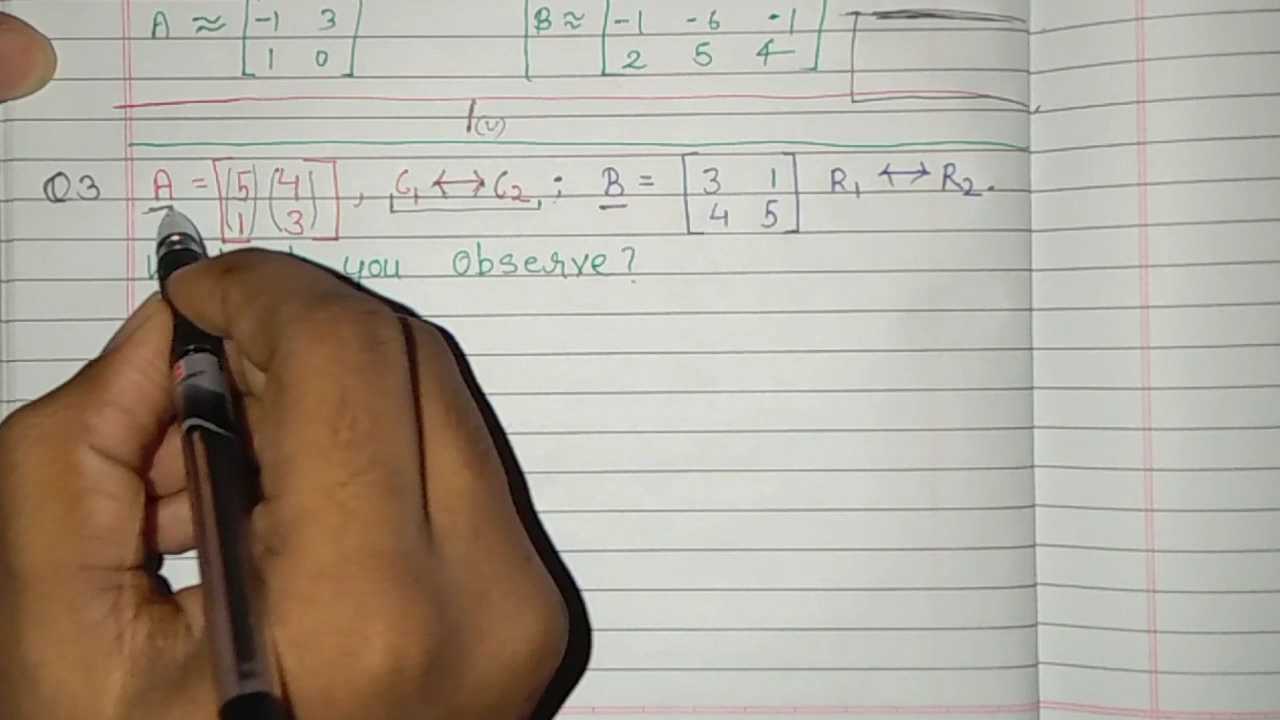 A ≈ [-1 3
1 0]
B ≈ [-1 -6 -1
2 5 4]
1(v)
Q3 A = [5 4
1 3] , C₁ ↔ C₂ ; B = [3 1
4 5] R₁ ↔ R₂.
you observe?